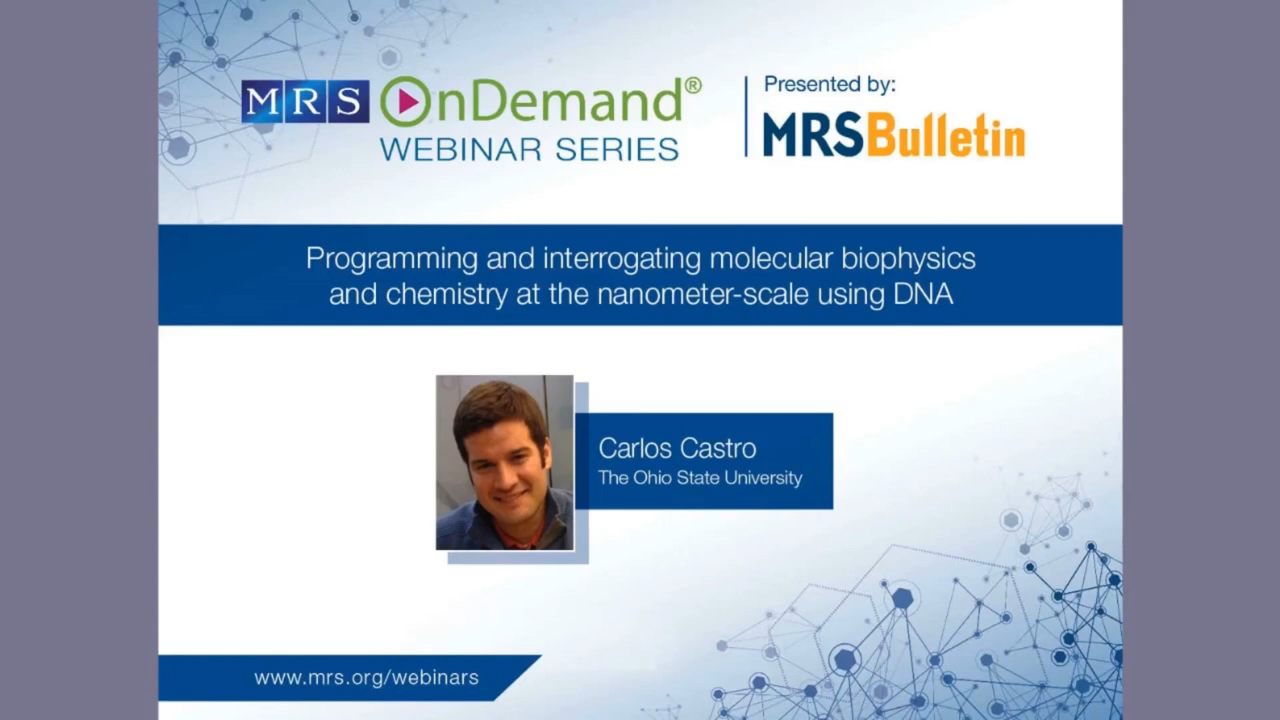 MRS OnDemand®
WEBINAR SERIES
Presented by:
MRSBulletin
Programming and interrogating molecular biophysics
and chemistry at the nanometer-scale using DNA
Carlos Castro
The Ohio State University
www.mrs.org/webinars